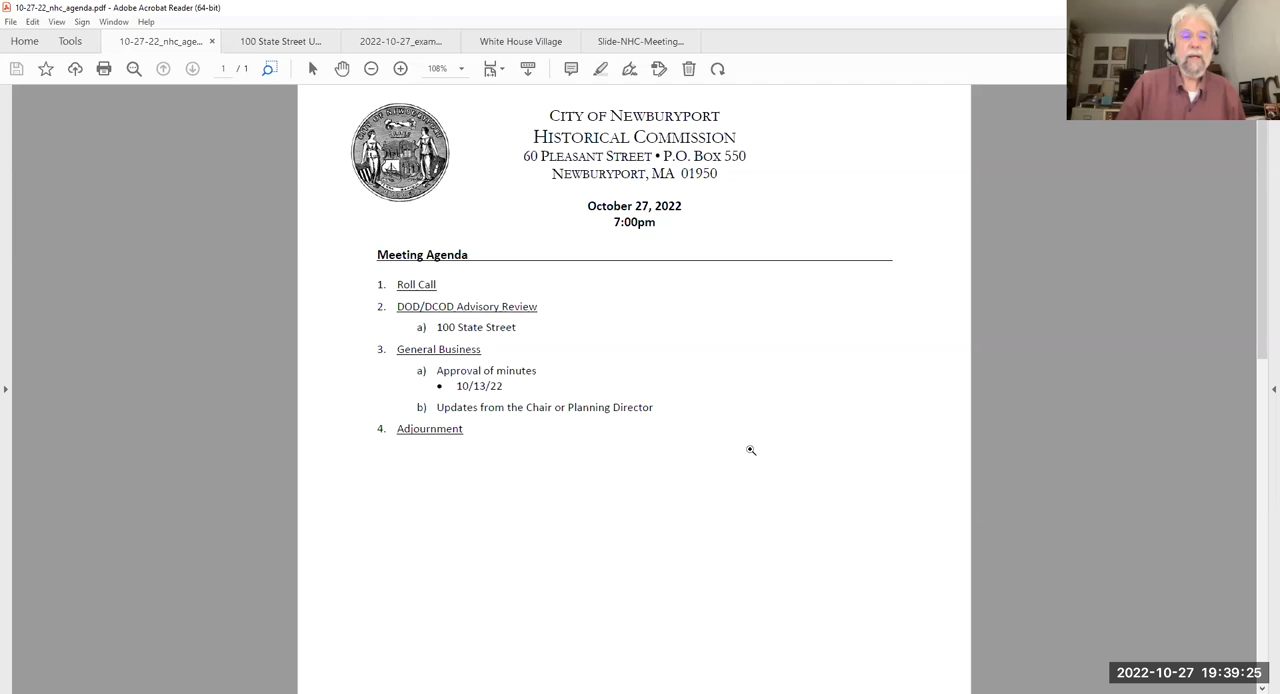 10-27-22_nhc_agenda.pdf - Adobe Acrobat Reader (64-bit)
File Edit View Sign Window Help
Home Tools 10-27-22_nhc_age... × 100 State Street U... 2022-10-27_exam... White House Village Slide-NHC-Meeting...
1 / 1 108%
CITY OF NEWBURYPORT
HISTORICAL COMMISSION
60 PLEASANT STREET • P.O. BOX 550
NEWBURYPORT, MA 01950
October 27, 2022
7:00pm
Meeting Agenda
1. Roll Call
2. DOD/DCOD Advisory Review
a) 100 State Street
3. General Business
a) Approval of minutes
• 10/13/22
b) Updates from the Chair or Planning Director
4. Adjournment
2022-10-27 19:39:25